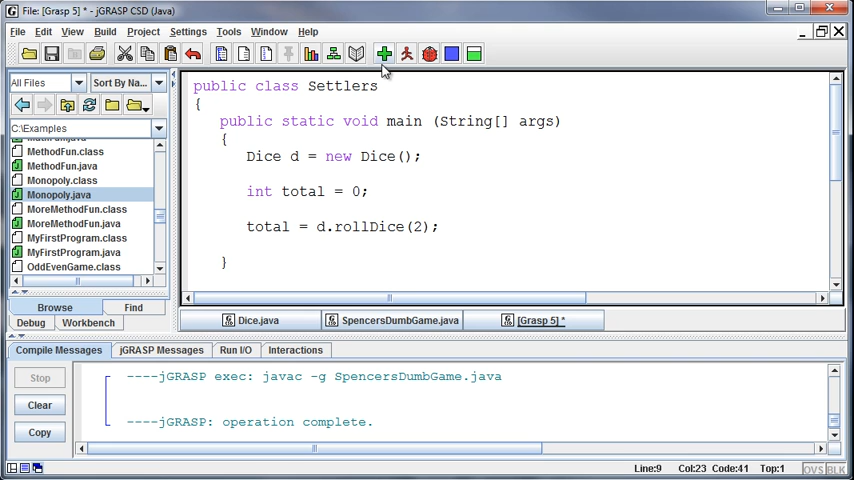 File: [Grasp 5] * - jGRASP CSD (Java)
File Edit View Build Project Settings Tools Window Help
All Files Sort By Na...
C:\Examples
MethodFun.class
MethodFun.java
Monopoly.class
Monopoly.java
MoreMethodFun.class
MoreMethodFun.java
MyFirstProgram.class
MyFirstProgram.java
OddEvenGame.class
Browse Find
Debug Workbench
public class Settlers
{
public static void main (String[] args)
{
Dice d = new Dice();
int total = 0;
total = d.rollDice(2);
}
Dice.java SpencersDumbGame.java [Grasp 5] *
Compile Messages jGRASP Messages Run I/O Interactions
Stop
Clear
Copy
----jGRASP exec: javac -g SpencersDumbGame.java
----jGRASP: operation complete.
Line:9 Col:23 Code:41 Top:1 OVS BLK